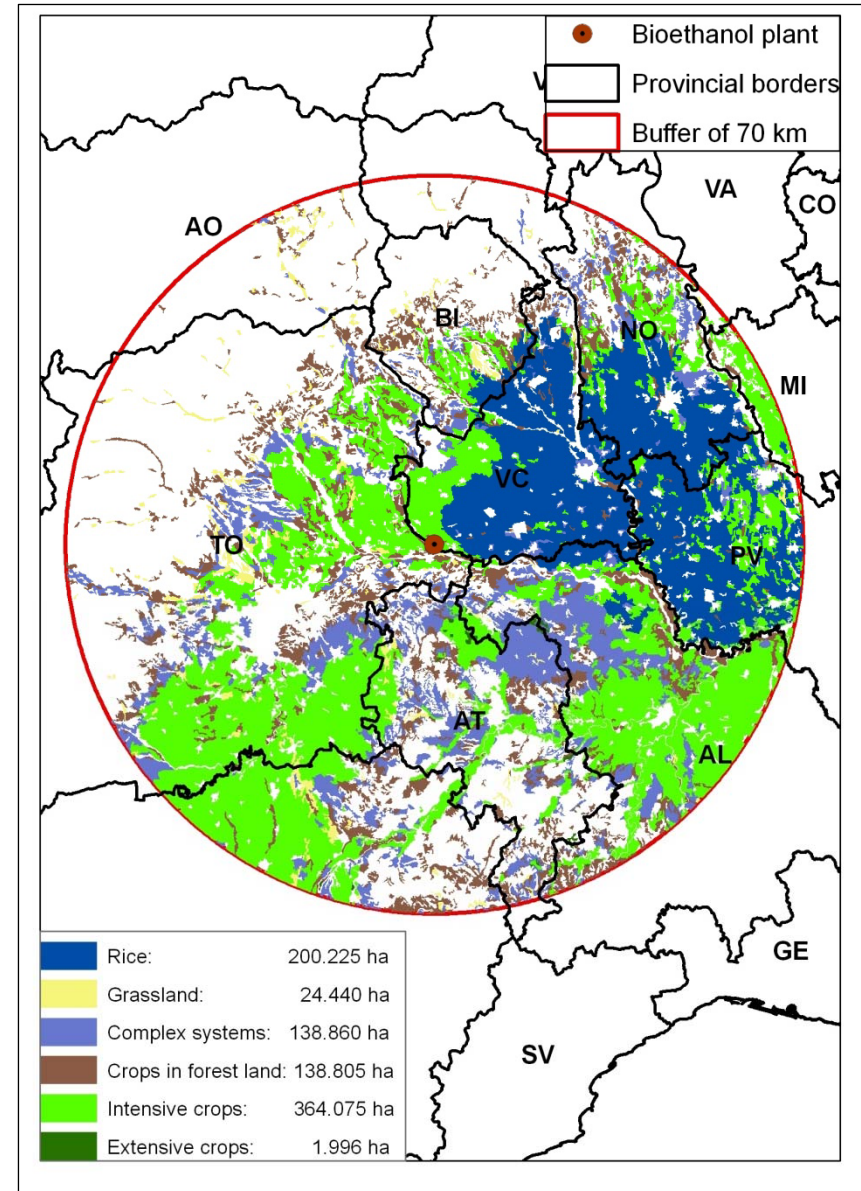 Bioethanol plant
V
Provincial borders
Buffer of 70 km
VA
CO
AO
BI
NO
MI
VC
TO
PV
AT
AL
GE
SV
Rice: 200.225 ha
Grassland: 24.440 ha
Complex systems: 138.860 ha
Crops in forest land: 138.805 ha
Intensive crops: 364.075 ha
Extensive crops: 1.996 ha